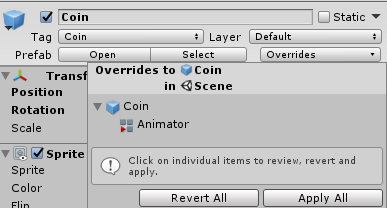 Coin Static
Tag Coin Layer Default
Prefab Open Select Overrides
Transf Overrides to Coin
Position in Scene
Rotation Coin
Scale Animator
Sprite Click on individual items to review, revert and
Sprite apply.
Color Revert All Apply All
Flip